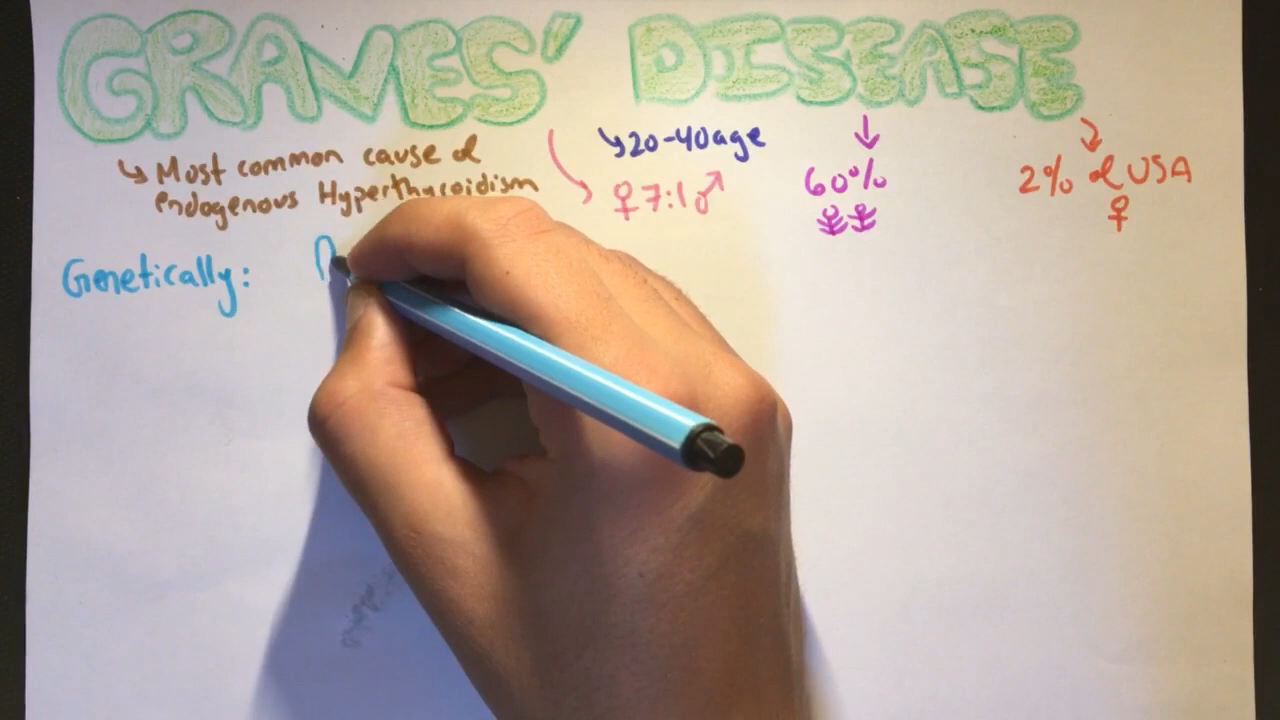 GRAVES' DISEASE
↳ Most common cause of
endogenous Hyperthyroidism
↳ 20-40 age
♀ 7:1 ♂
60%
2% of USA
♀
Genetically: